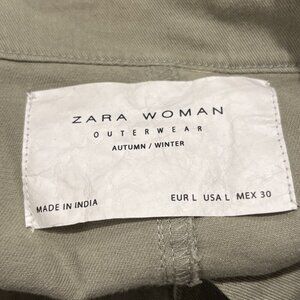 ZARA WOMAN
OUTERWEAR
AUTUMN / WINTER
MADE IN INDIA
EUR L USA L MEX 30